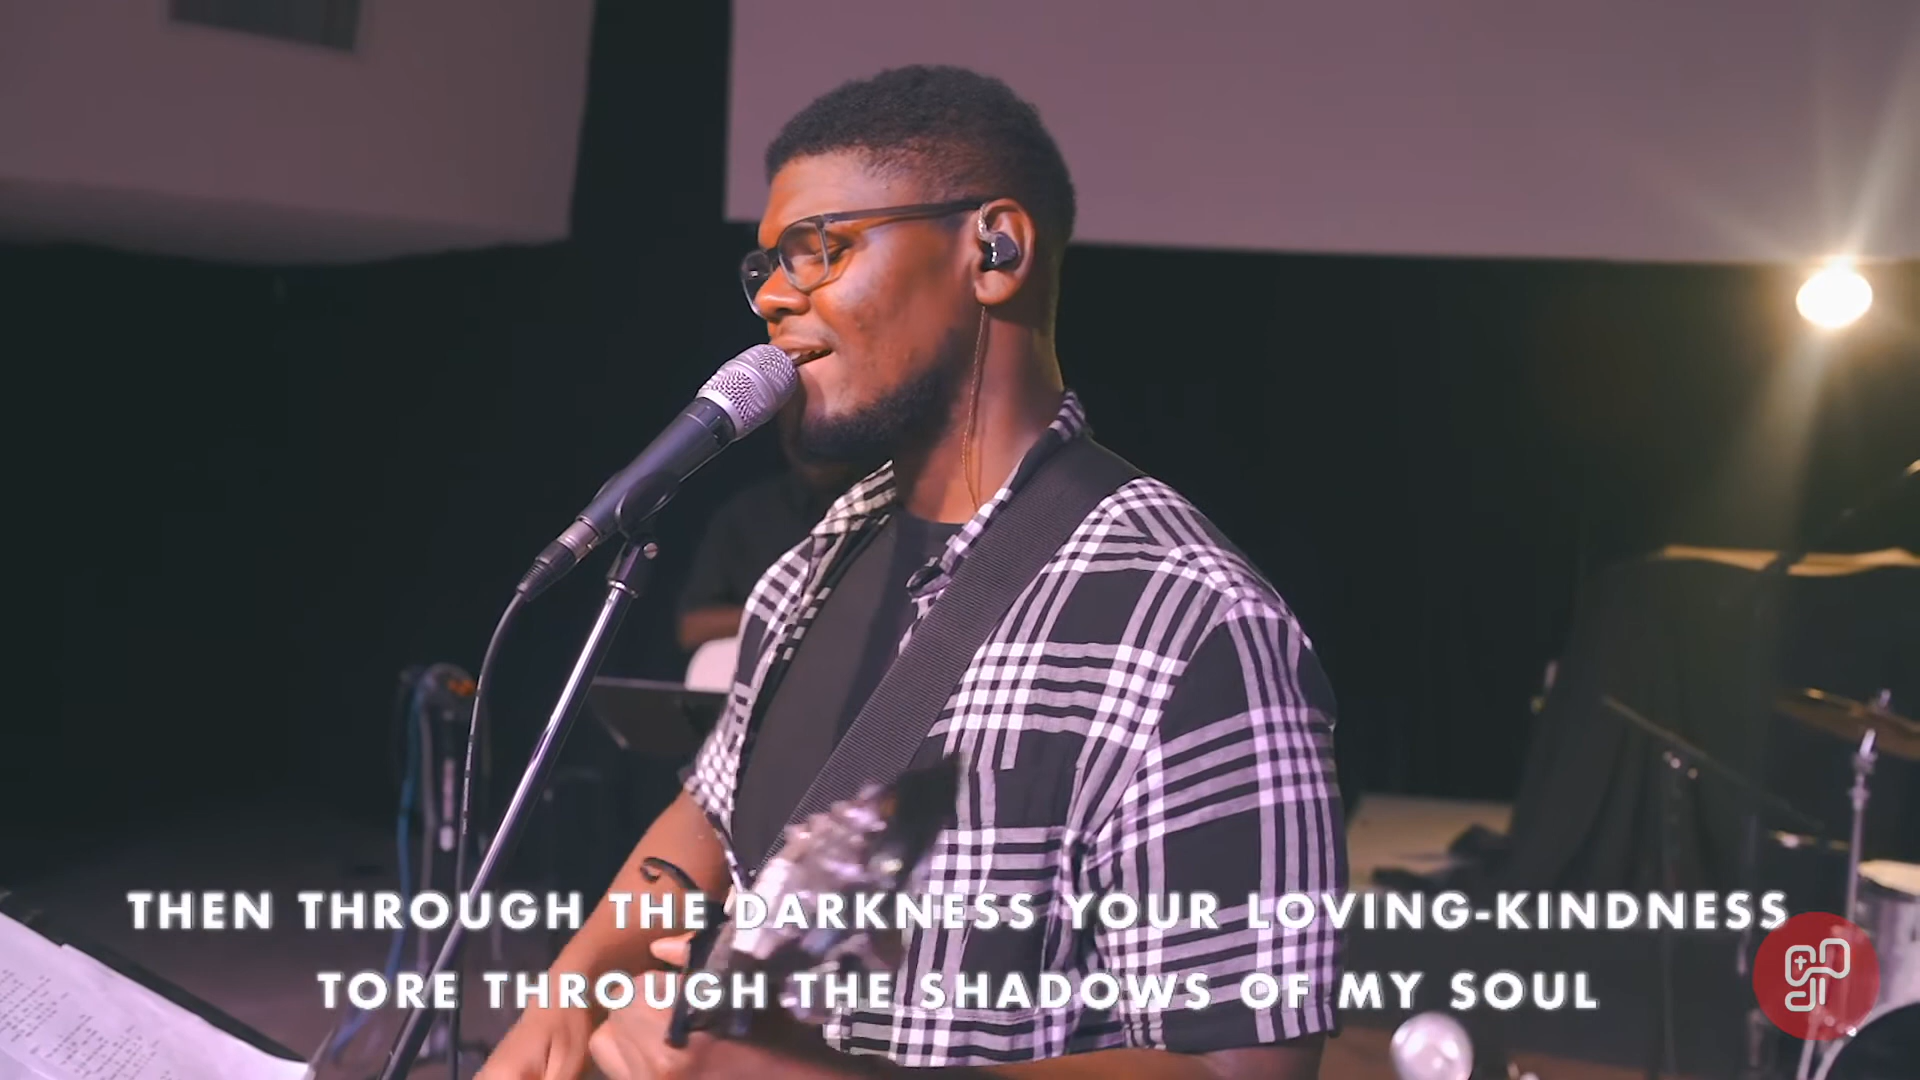 THEN THROUGH THE DARKNESS YOUR LOVING-KINDNESS
TORE THROUGH THE SHADOWS OF MY SOUL